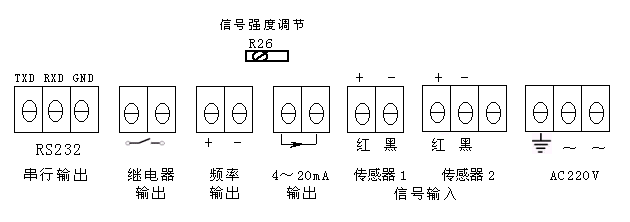 信号强度调节
R26
TXD RXD GND + − + −
+ − 红 黑 红 黑 ～ ～
RS232
串行输出 继电器 频率 4～20mA 传感器1 传感器2 AC220V
输出 输出 输出 信号输入